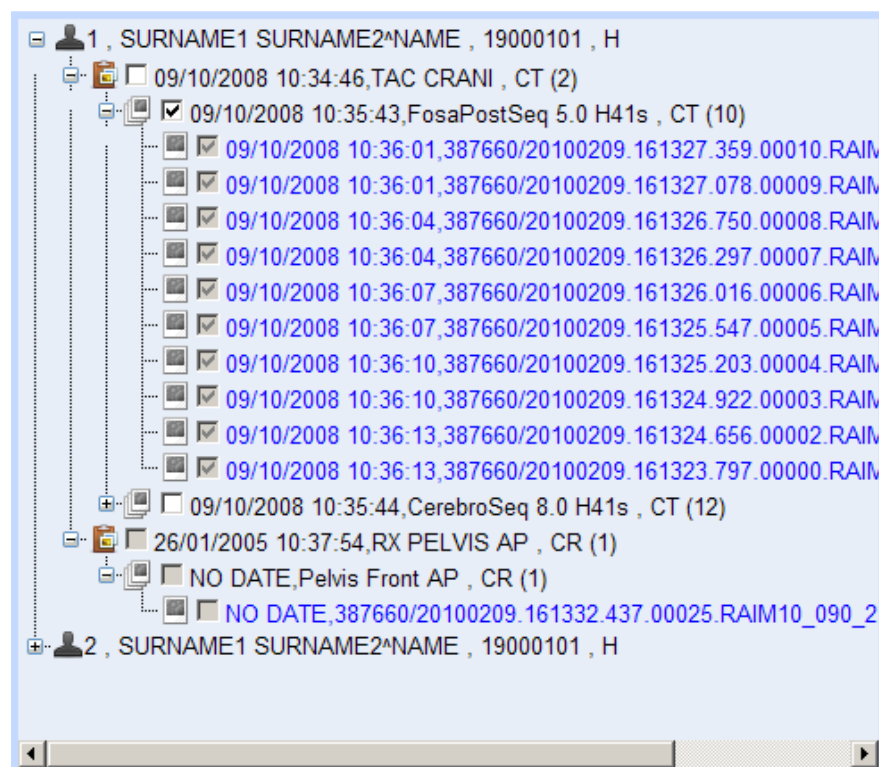 1 , SURNAME1 SURNAME2^NAME , 19000101 , H
09/10/2008 10:34:46,TAC CRANI , CT (2)
09/10/2008 10:35:43,FosaPostSeq 5.0 H41s , CT (10)
09/10/2008 10:36:01,387660/20100209.161327.359.00010.RAIM
09/10/2008 10:36:01,387660/20100209.161327.078.00009.RAIM
09/10/2008 10:36:04,387660/20100209.161326.750.00008.RAIM
09/10/2008 10:36:04,387660/20100209.161326.297.00007.RAIM
09/10/2008 10:36:07,387660/20100209.161326.016.00006.RAIM
09/10/2008 10:36:07,387660/20100209.161325.547.00005.RAIM
09/10/2008 10:36:10,387660/20100209.161325.203.00004.RAIM
09/10/2008 10:36:10,387660/20100209.161324.922.00003.RAIM
09/10/2008 10:36:13,387660/20100209.161324.656.00002.RAIM
09/10/2008 10:36:13,387660/20100209.161323.797.00000.RAIM
09/10/2008 10:35:44,CerebroSeq 8.0 H41s , CT (12)
26/01/2005 10:37:54,RX PELVIS AP , CR (1)
NO DATE,Pelvis Front AP , CR (1)
NO DATE,387660/20100209.161332.437.00025.RAIM10_090_2
2 , SURNAME1 SURNAME2^NAME , 19000101 , H